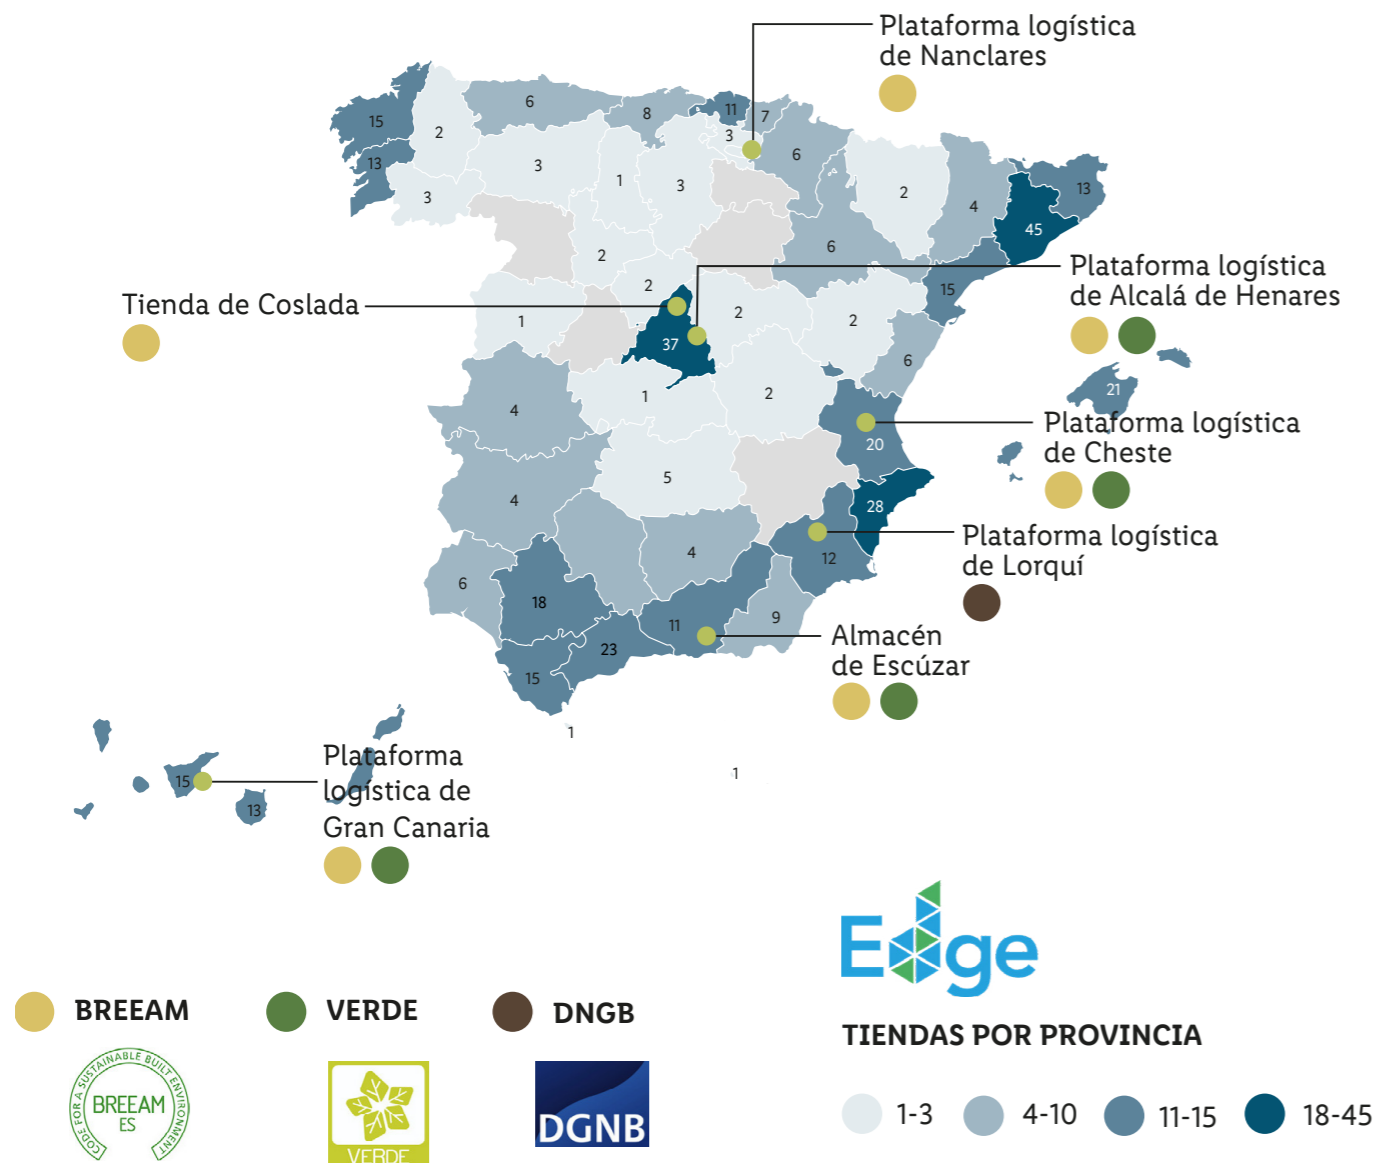 Plataforma logística
de Nanclares
15
2
6
8
11
7
3
6
13
3
3
1
3
2
4
45
13
2
6
15
Plataforma logística
de Alcalá de Henares
Tienda de Coslada
1
2
37
2
2
6
21
4
1
2
Plataforma logística
de Cheste
20
5
4
28
Plataforma logística
de Lorquí
4
12
6
18
11
9
Almacén
de Escúzar
23
15
1
1
Plataforma
logística de
Gran Canaria
15
13
Edge
BREEAM
VERDE
DNGB
TIENDAS POR PROVINCIA
1-3
4-10
11-15
18-45
CODE FOR A SUSTAINABLE BUILT ENVIRONMENT
BREEAM
ES
VERDE
DGNB